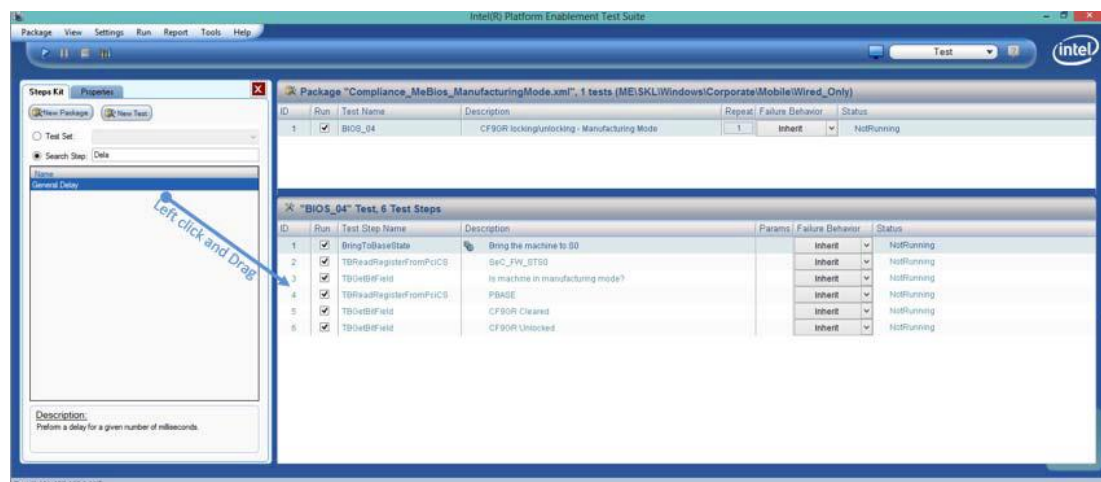 Intel(R) Platform Enablement Test Suite
Package View Settings Run Report Tools Help
Test
intel
Steps Kit Properties
New Package New Test
Test Set
Search Step: Dela
Name
General Delay
Left click and Drag
Description:
Preform a delay for a given number of milliseconds.
Package "Compliance_MeBios_ManufacturingMode.xml", 1 tests (ME\SKL\Windows\Corporate\Mobile\Wired_Only)
ID Run Test Name Description Repeat Failure Behavior Status
1 BIOS_04 CF9GR locking/unlocking - Manufacturing Mode 1 Inherit NotRunning
"BIOS_04" Test, 6 Test Steps
ID Run Test Step Name Description Params Failure Behavior Status
1 BringToBaseState Bring the machine to S0 Inherit NotRunning
2 TBReadRegisterFromPciCS SeC_FW_STS0 Inherit NotRunning
3 TBGetBitField Is machine in manufacturing mode? Inherit NotRunning
4 TBReadRegisterFromPciCS PBASE Inherit NotRunning
5 TBGetBitField CF9GR Cleared Inherit NotRunning
6 TBGetBitField CF9GR Unlocked Inherit NotRunning